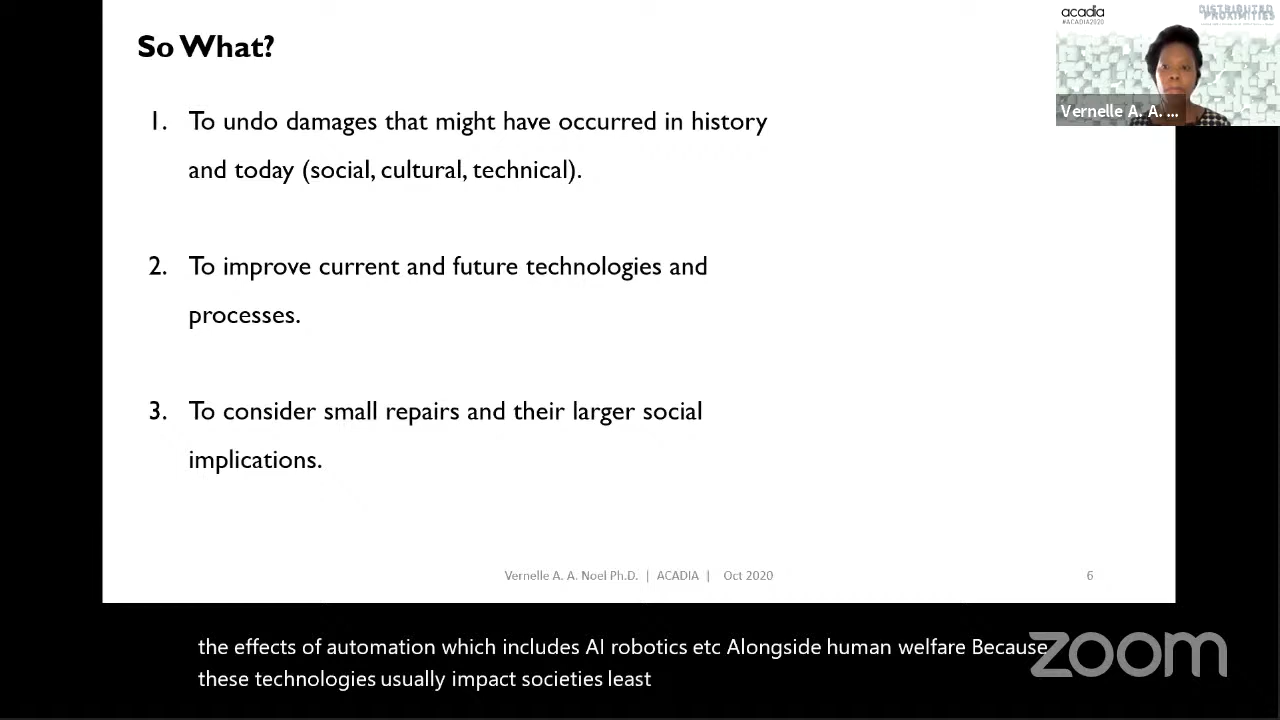 So What?
acadia
#ACADIA2020
DISTRIBUTED
PROXIMITIES
Vernelle A. A. ...
1. To undo damages that might have occurred in history
and today (social, cultural, technical).
2. To improve current and future technologies and
processes.
3. To consider small repairs and their larger social
implications.
Vernelle A. A. Noel Ph.D. | ACADIA | Oct 2020
6
the effects of automation which includes AI robotics etc Alongside human welfare Because
these technologies usually impact societies least
zoom